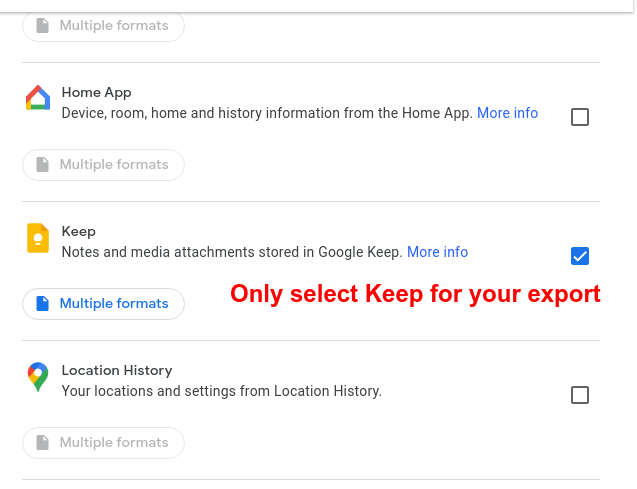 Multiple formats
Home App
Device, room, home and history information from the Home App. More info
Multiple formats
Keep
Notes and media attachments stored in Google Keep. More info
Multiple formats
Only select Keep for your export
Location History
Your locations and settings from Location History.
Multiple formats